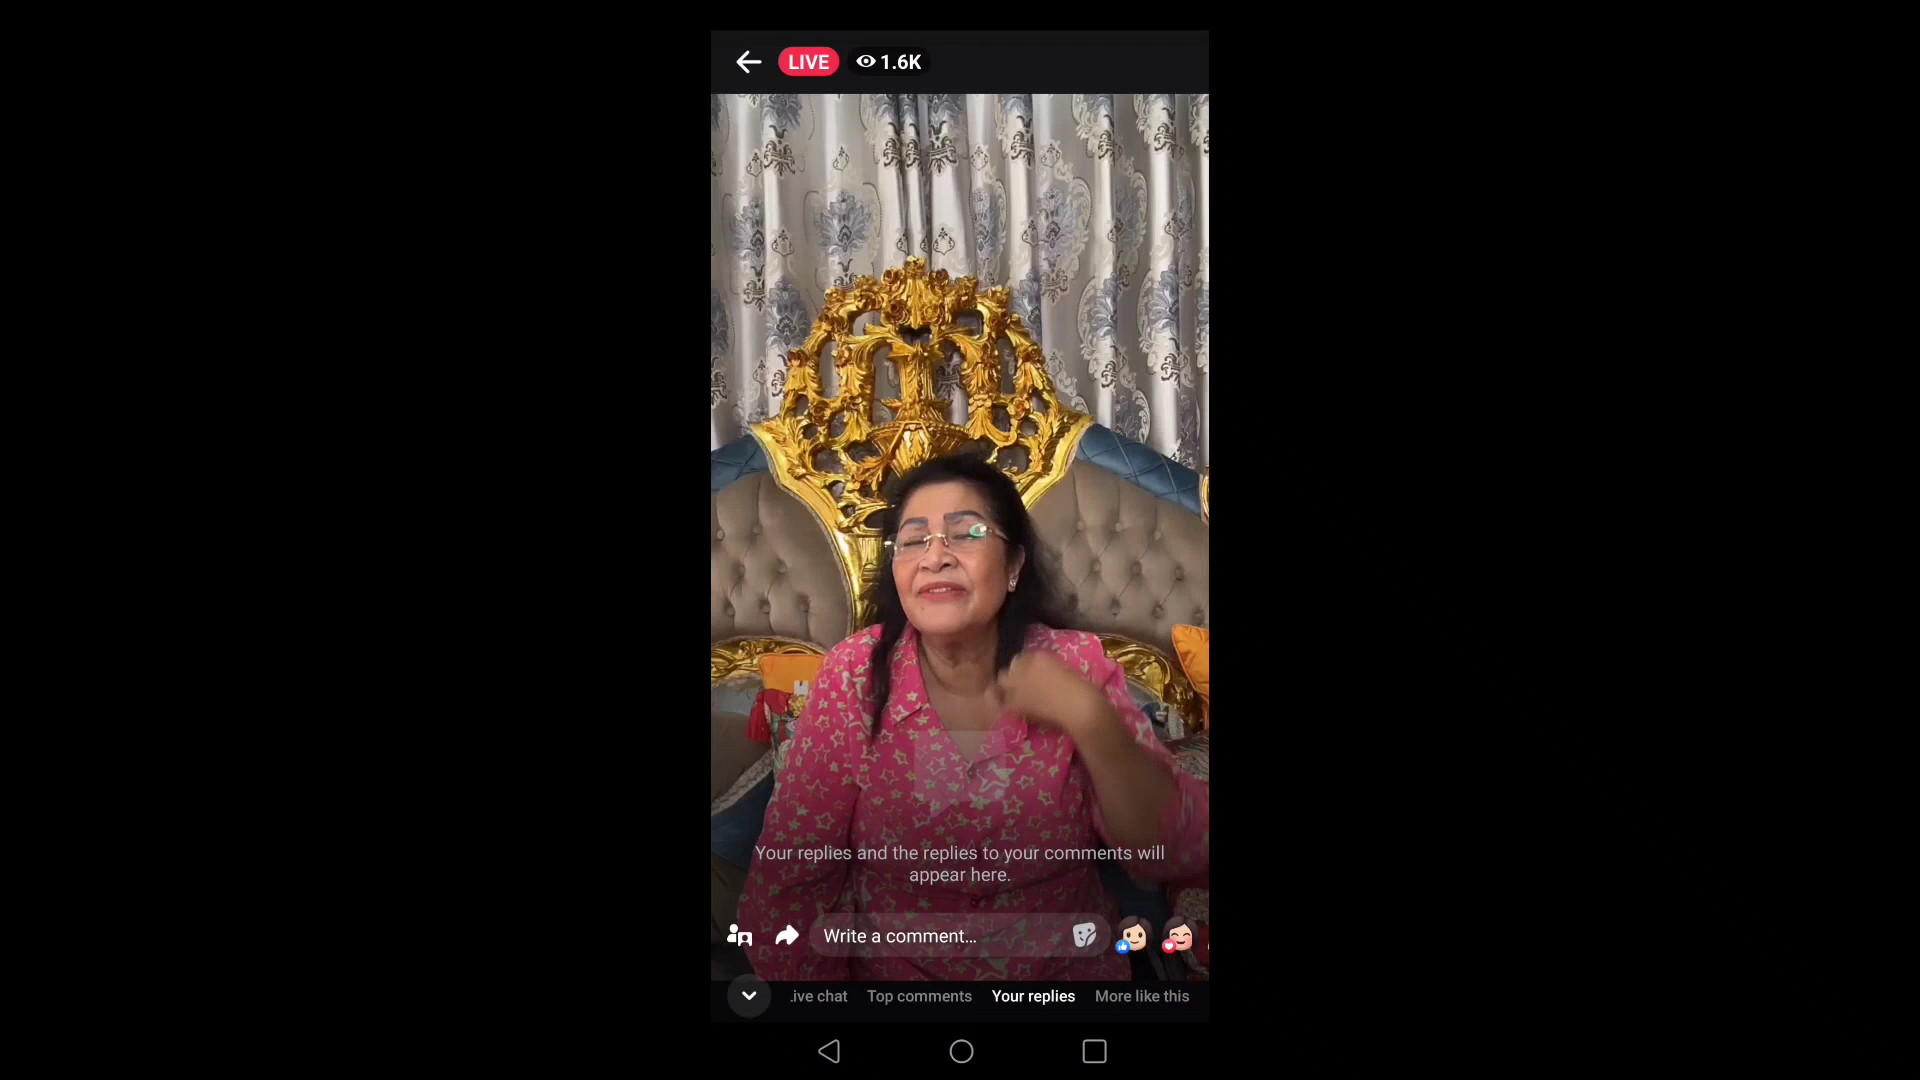 LIVE 1.6K
Your replies and the replies to your comments will
appear here.
Write a comment...
ive chat Top comments Your replies More like this